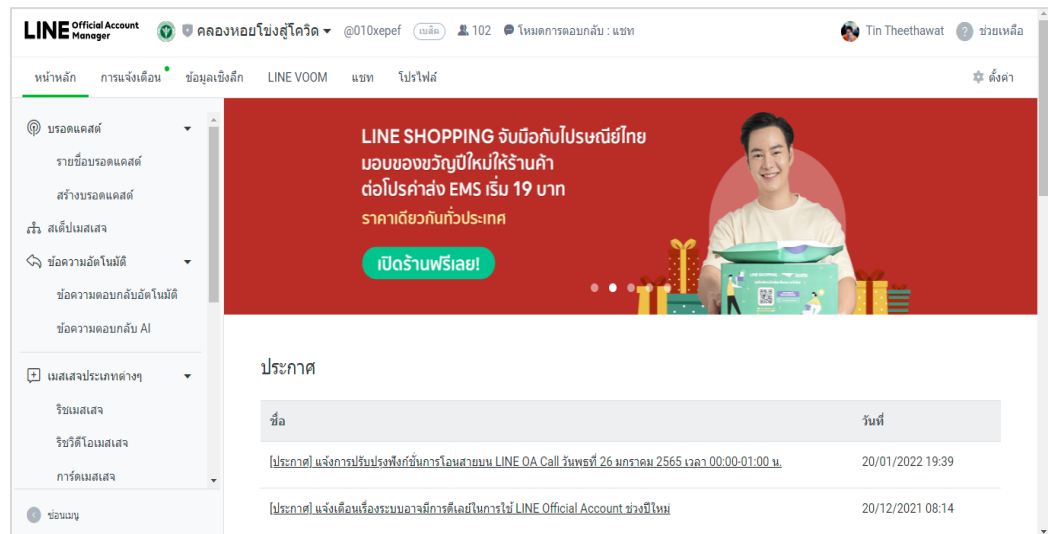 LINE Official Account Manager
คลองหอยโข่งสู้โควิด
@010xepef
เบสิก
102
โหมดการตอบกลับ : แชท
Tin Theethawat
? ช่วยเหลือ
หน้าหลัก
การแจ้งเตือน
ข้อมูลเชิงลึก
LINE VOOM
แชท
โปรไฟล์
ตั้งค่า
บรอดแคสต์
รายชื่อบรอดแคสต์
สร้างบรอดแคสต์
สเต็ปเมสเสจ
ข้อความอัตโนมัติ
ข้อความตอบกลับอัตโนมัติ
ข้อความตอบกลับ AI
เมสเสจประเภทต่างๆ
ริชเมสเสจ
ริชวิดีโอเมสเสจ
การ์ดเมสเสจ
ซ่อนเมนู
LINE SHOPPING จับมือกับไปรษณีย์ไทย
มอบของขวัญปีใหม่ให้ร้านค้า
ต่อโปรค่าส่ง EMS เริ่ม 19 บาท
ราคาเดียวกันทั่วประเทศ
เปิดร้านฟรีเลย!
ประกาศ
ชื่อ
วันที่
[ประกาศ] แจ้งการปรับปรุงฟังก์ชั่นการโอนสายบน LINE OA Call วันพุธที่ 26 มกราคม 2565 เวลา 00:00-01:00 น.
20/01/2022 19:39
[ประกาศ] แจ้งเตือนเรื่องระบบอาจมีการดีเลย์ในการใช้ LINE Official Account ช่วงปีใหม่
20/12/2021 08:14